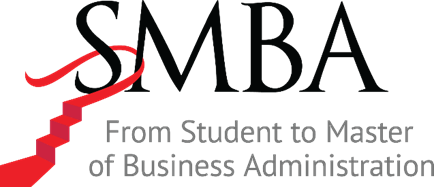 SMBA
From Student to Master
of Business Administration